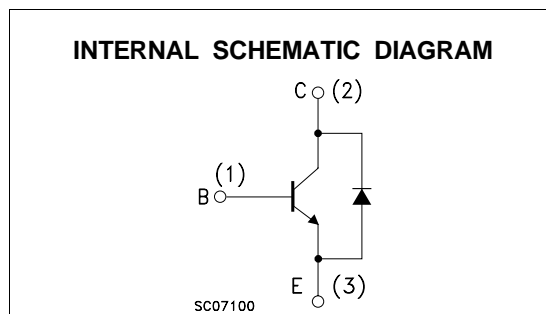 INTERNAL SCHEMATIC DIAGRAM
C (2)
(1)
B
E (3)
SC07100